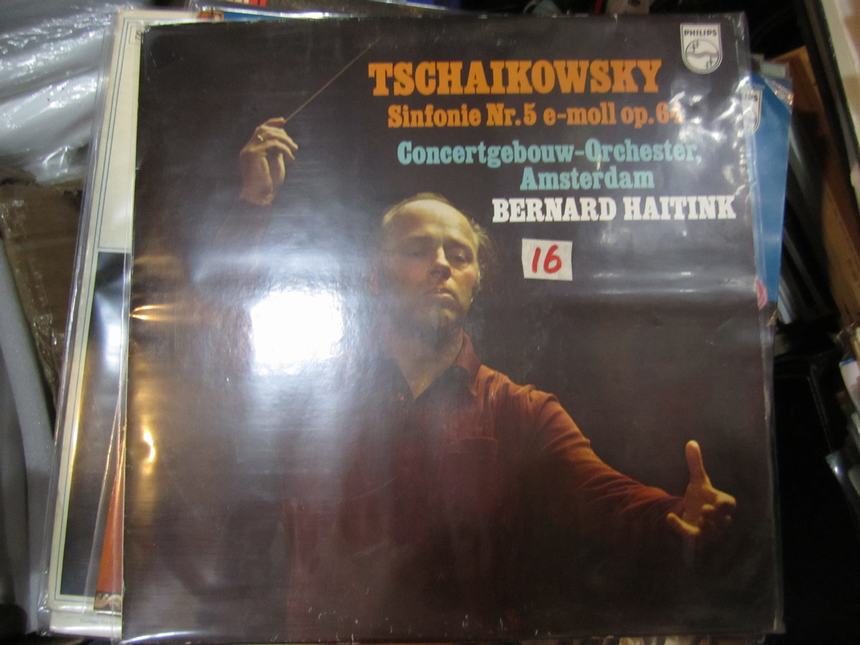 PHILIPS
TSCHAIKOWSKY
Sinfonie Nr. 5 e-moll op. 64
Concertgebouw-Orchester,
Amsterdam
BERNARD HAITINK
16